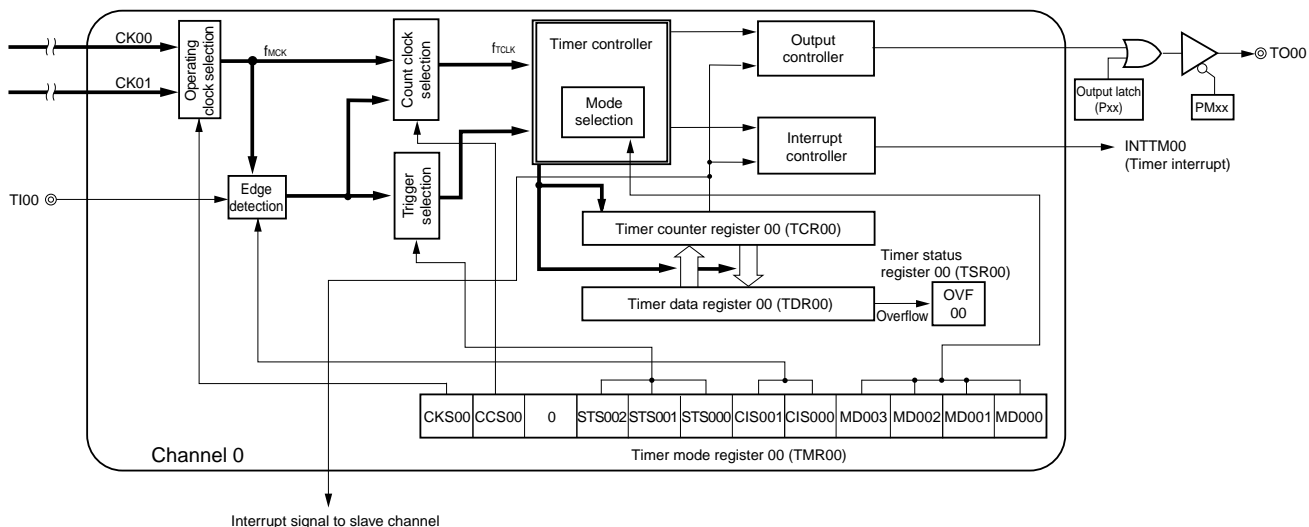 CK00
CK01
Operating
clock selection
fMCK
Count clock
selection
fTCLK
Timer controller
Mode
selection
Output
controller
TO00
Output latch
(Pxx)
PMxx
Interrupt
controller
INTTM00
(Timer interrupt)
TI00
Edge
detection
Trigger
selection
Timer counter register 00 (TCR00)
Timer status
register 00 (TSR00)
Timer data register 00 (TDR00)
Overflow
OVF
00
CKS00 CCS00 0 STS002 STS001 STS000 CIS001 CIS000 MD003 MD002 MD001 MD000
Channel 0
Timer mode register 00 (TMR00)
Interrupt signal to slave channel